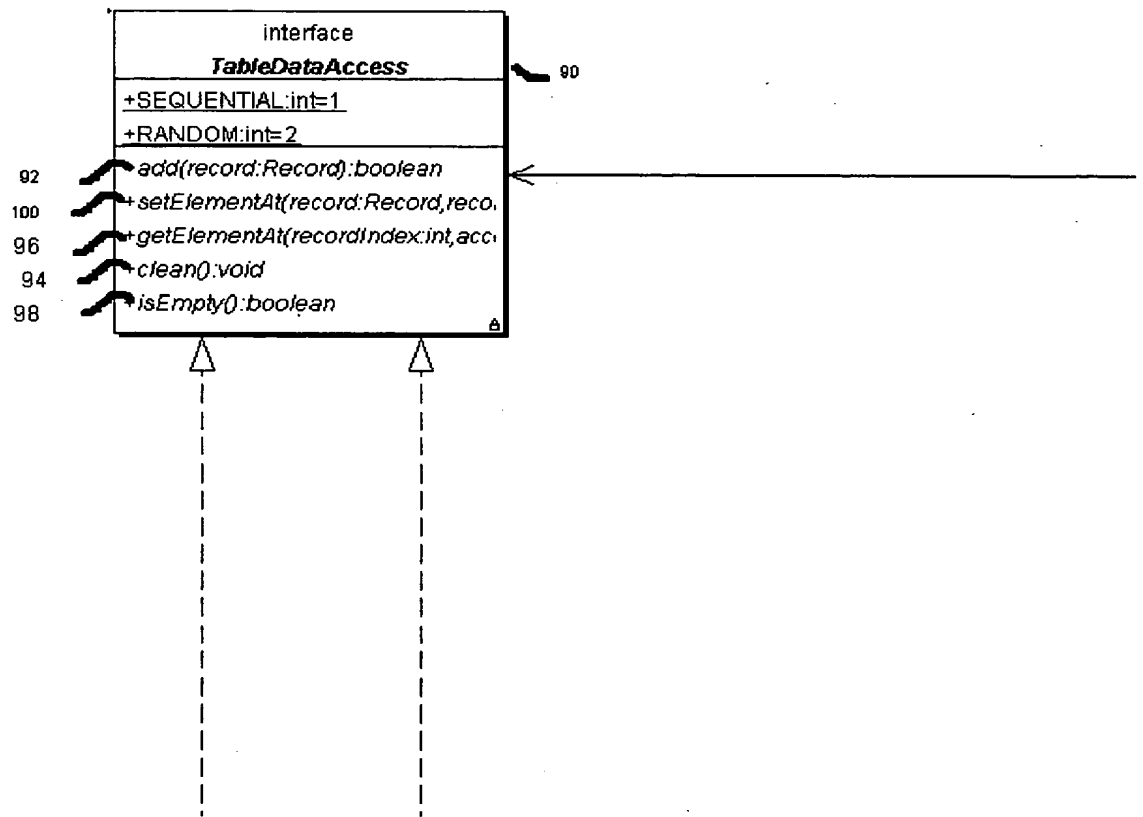 interface
TableDataAccess
90
+SEQUENTIAL:int=1
+RANDOM:int=2
92 +add(record:Record):boolean
100 +setElementAt(record:Record,reco
96 +getElementAt(recordIndex:int,acc
94 +clean():void
98 +isEmpty():boolean